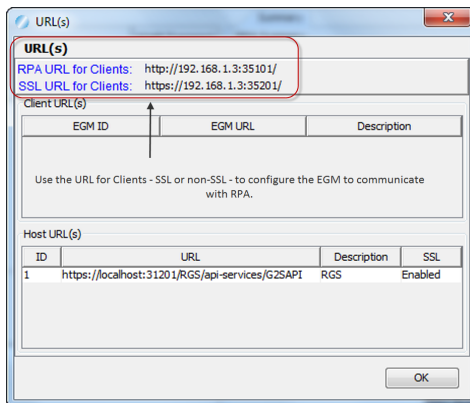 URL(s)
URL(s)
RPA URL for Clients: http://192.168.1.3:35101/
SSL URL for Clients: https://192.168.1.3:35201/
Client URL(s)
EGM ID EGM URL Description
Use the URL for Clients - SSL or non-SSL - to configure the EGM to communicate
with RPA.
Host URL(s)
ID URL Description SSL
1 https://localhost:31201/RGS/api-services/G2SAPI RGS Enabled
OK